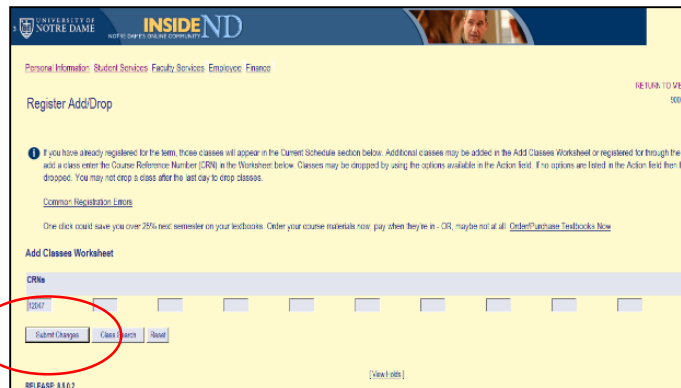 UNIVERSITY OF
NOTRE DAME
NOTRE DAME'S ONLINE COMMUNITY
INSIDE ND
Personal Information Student Services Faculty Services Employee Finance
RETURN TO ME
900
Register Add/Drop
If you have already registered for the term, those classes will appear in the Current Schedule section below. Additional classes may be added in the Add Classes Worksheet or registered for through the
add a class enter the Course Reference Number (CRN) in the Worksheet below. Classes may be dropped by using the options available in the Action field. If no options are listed in the Action field then
dropped. You may not drop a class after the last day to drop classes.
Common Registration Errors
One click could save you over 25% next semester on your textbooks. Order your course materials now, pay when they're in - OR, maybe not at all. Order/Purchase Textbooks Now
Add Classes Worksheet
CRNs
12047
Submit Changes Class Search Reset
[ View Holds ]
RELEASE: 8.5.0.2